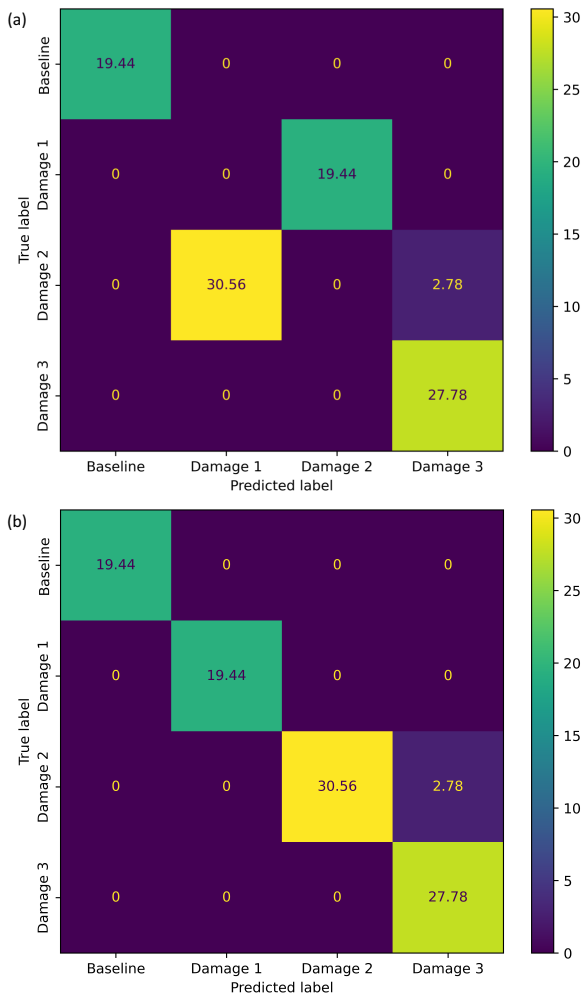 (a)
True label
Baseline
19.44 0 0 0
Damage 1
0 0 19.44 0
Damage 2
0 30.56 0 2.78
Damage 3
0 0 0 27.78
Baseline Damage 1 Damage 2 Damage 3
Predicted label
30
25
20
15
10
5
0
(b)
True label
Baseline
19.44 0 0 0
Damage 1
0 19.44 0 0
Damage 2
0 0 30.56 2.78
Damage 3
0 0 0 27.78
Baseline Damage 1 Damage 2 Damage 3
Predicted label
30
25
20
15
10
5
0